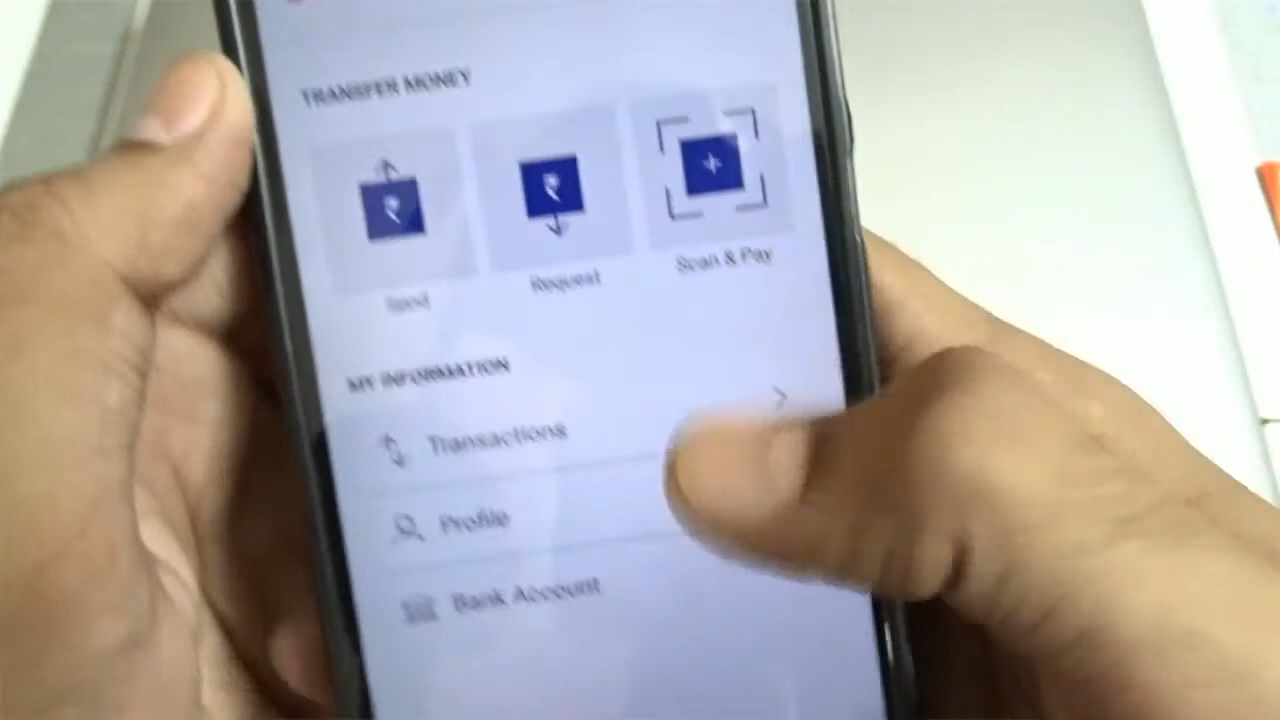 TRANSFER MONEY
₹ ₹
Send Request Scan & Pay
MY INFORMATION
Transactions
Profile
Bank Account